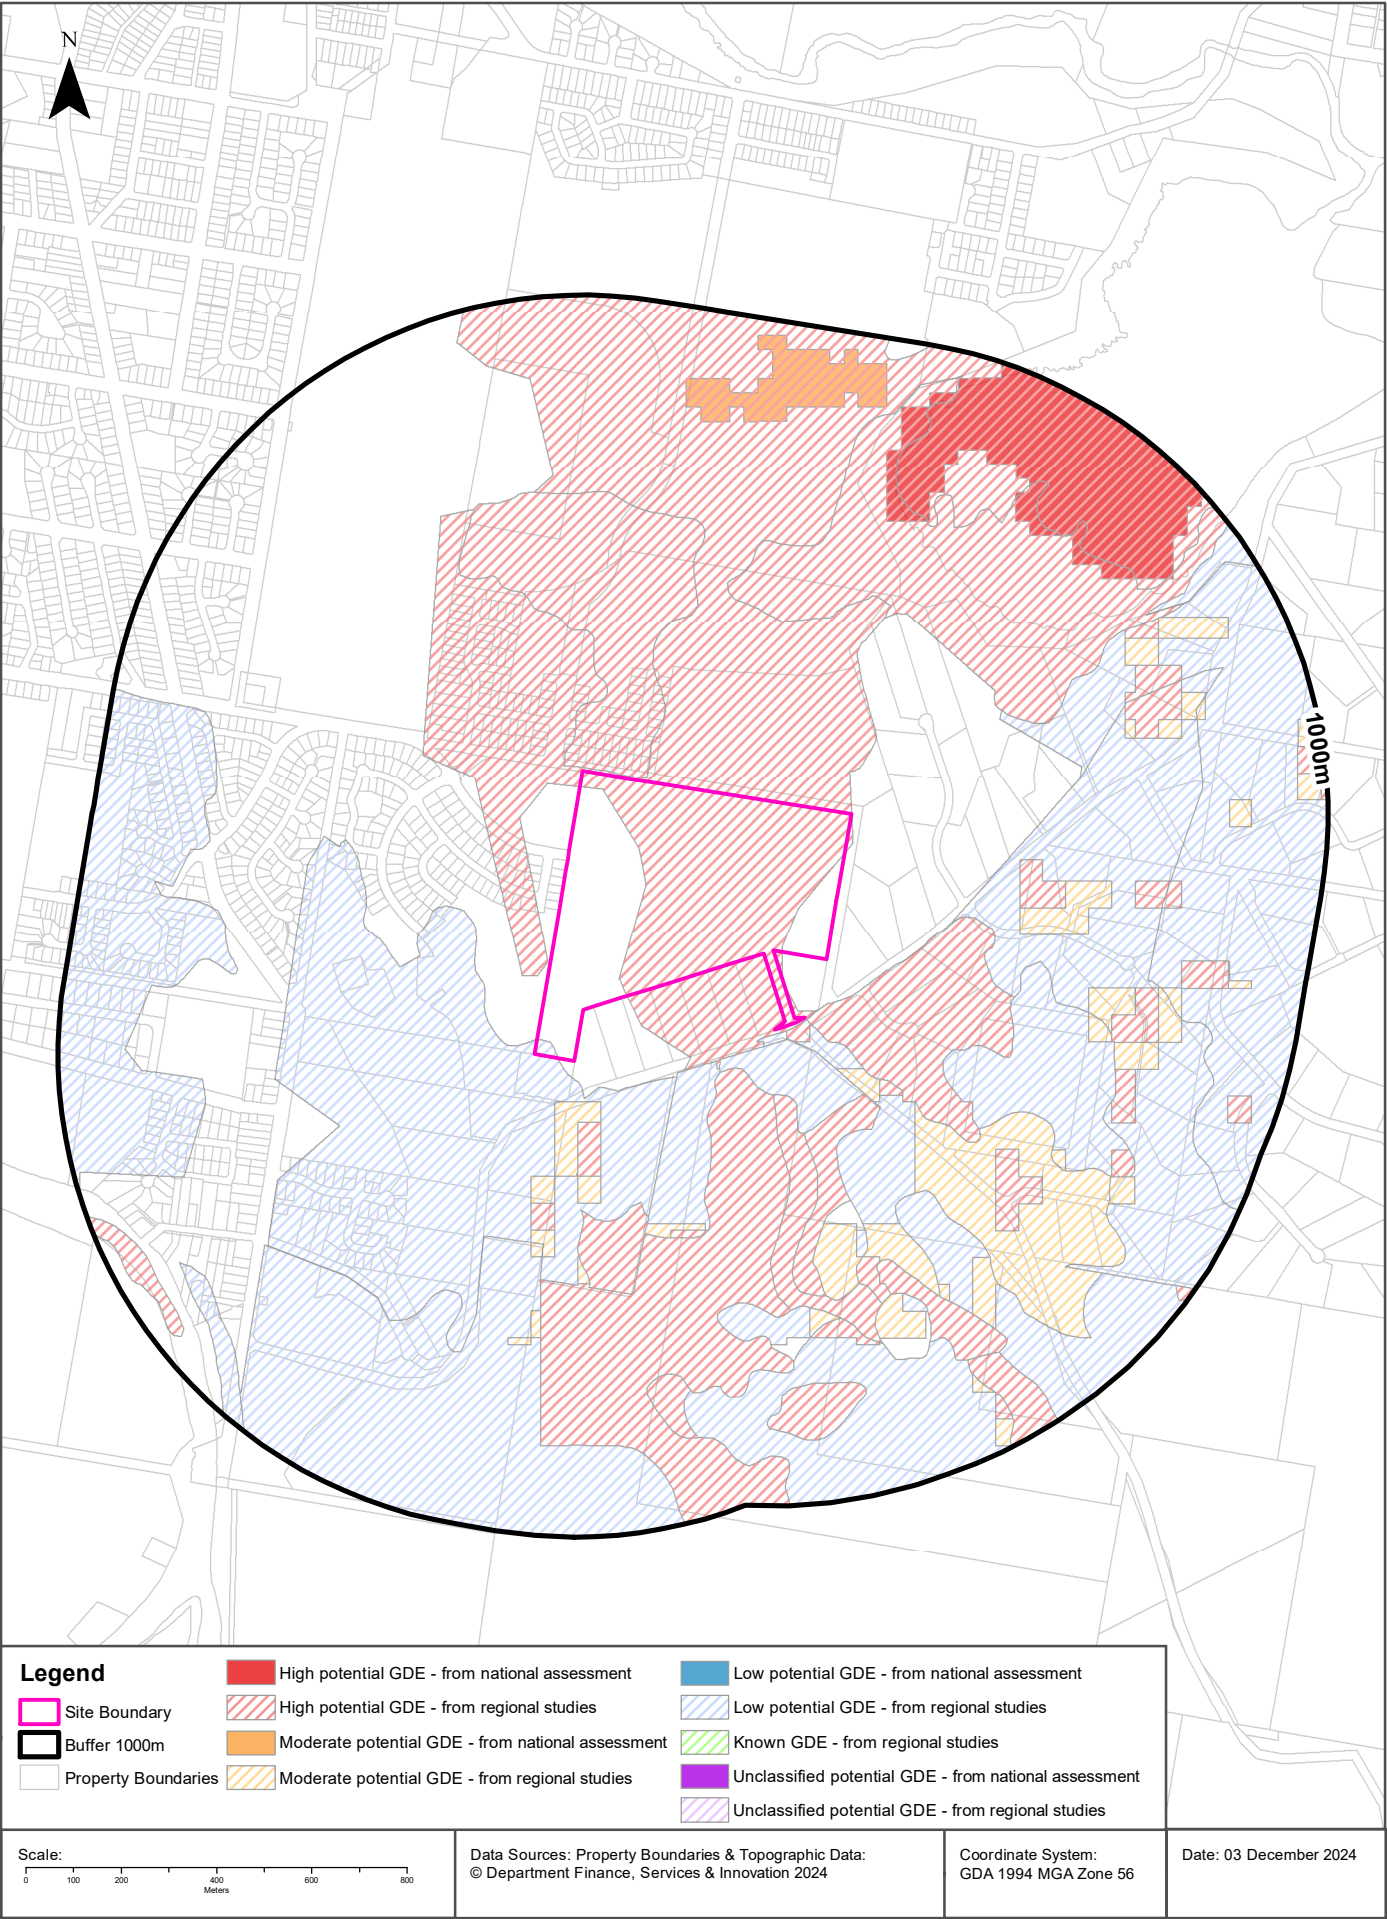 N
1000m
Legend
Site Boundary
Buffer 1000m
Property Boundaries
High potential GDE - from national assessment
High potential GDE - from regional studies
Moderate potential GDE - from national assessment
Moderate potential GDE - from regional studies
Low potential GDE - from national assessment
Low potential GDE - from regional studies
Known GDE - from regional studies
Unclassified potential GDE - from national assessment
Unclassified potential GDE - from regional studies
Scale:
0 100 200 400 600 800
Meters
Data Sources: Property Boundaries & Topographic Data:
© Department Finance, Services & Innovation 2024
Coordinate System:
GDA 1994 MGA Zone 56
Date: 03 December 2024